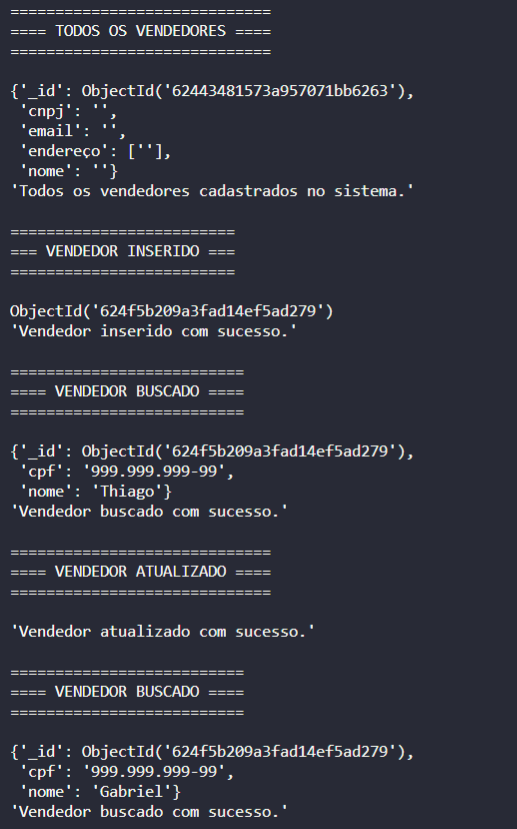 =============================
==== TODOS OS VENDEDORES ====
=============================
{'_id': ObjectId('62443481573a957071bb6263'),
'cnpj': '',
'email': '',
'endereço': [''],
'nome': ''}
'Todos os vendedores cadastrados no sistema.'
=========================
=== VENDEDOR INSERIDO ===
=========================
ObjectId('624f5b209a3fad14ef5ad279')
'Vendedor inserido com sucesso.'
==========================
==== VENDEDOR BUSCADO ====
==========================
{'_id': ObjectId('624f5b209a3fad14ef5ad279'),
'cpf': '999.999.999-99',
'nome': 'Thiago'}
'Vendedor buscado com sucesso.'
=============================
==== VENDEDOR ATUALIZADO ====
=============================
'Vendedor atualizado com sucesso.'
==========================
==== VENDEDOR BUSCADO ====
==========================
{'_id': ObjectId('624f5b209a3fad14ef5ad279'),
'cpf': '999.999.999-99',
'nome': 'Gabriel'}
'Vendedor buscado com sucesso.'